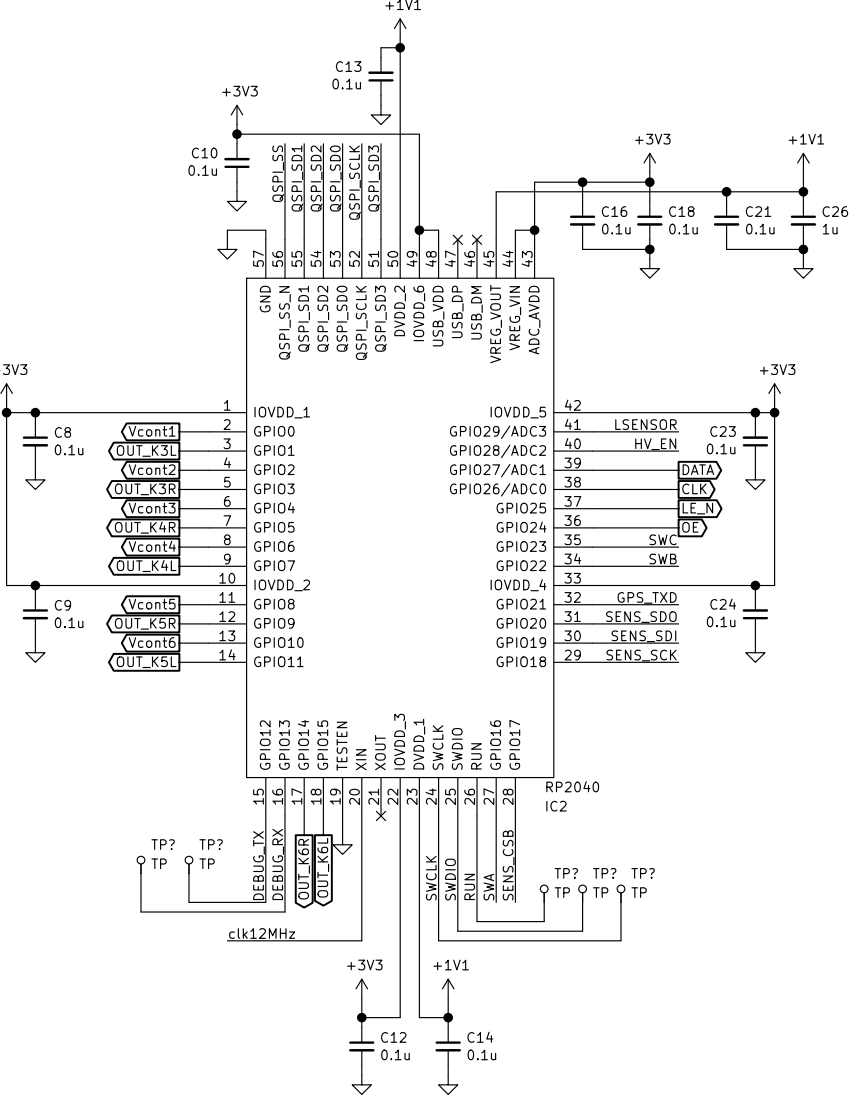 +1V1
C13
0.1u
+3V3
C10
0.1u
QSPI_SS
QSPI_SD1
QSPI_SD2
QSPI_SD0
QSPI_SCLK
QSPI_SD3
+3V3
+1V1
C16
0.1u
C18
0.1u
C21
0.1u
C26
1u
57
56
55
54
53
52
51
50
49
48
47
46
45
44
43
GND
QSPI_SS_N
QSPI_SD1
QSPI_SD2
QSPI_SD0
QSPI_SCLK
QSPI_SD3
DVDD_2
IOVDD_6
USB_VDD
USB_DP
USB_DM
VREG_VOUT
VREG_VIN
ADC_AVDD
+3V3
+3V3
1 IOVDD_1
Vcont1 2 GPIO0
OUT_K3L 3 GPIO1
Vcont2 4 GPIO2
OUT_K3R 5 GPIO3
Vcont3 6 GPIO4
OUT_K4R 7 GPIO5
Vcont4 8 GPIO6
OUT_K4L 9 GPIO7
10 IOVDD_2
Vcont5 11 GPIO8
OUT_K5R 12 GPIO9
Vcont6 13 GPIO10
OUT_K5L 14 GPIO11
C8
0.1u
C9
0.1u
IOVDD_5 42
GPIO29/ADC3 41 LSENSOR
GPIO28/ADC2 40 HV_EN
GPIO27/ADC1 39 DATA
GPIO26/ADC0 38 CLK
GPIO25 37 LE_N
GPIO24 36 OE
GPIO23 35 SWC
GPIO22 34 SWB
IOVDD_4 33
GPIO21 32 GPS_TXD
GPIO20 31 SENS_SDO
GPIO19 30 SENS_SDI
GPIO18 29 SENS_SCK
C23
0.1u
C24
0.1u
GPIO12
GPIO13
GPIO14
GPIO15
TESTEN
XIN
XOUT
IOVDD_3
DVDD_1
SWCLK
SWDIO
RUN
GPIO16
GPIO17
RP2040
IC2
15
16
17
18
19
20
21
22
23
24
25
26
27
28
TP?
TP
TP?
TP
DEBUG_TX
DEBUG_RX
OUT_K6R
OUT_K6L
SWCLK
SWDIO
RUN
SWA
SENS_CSB
TP?
TP
TP?
TP
TP?
TP
clk12MHz
+3V3
+1V1
C12
0.1u
C14
0.1u